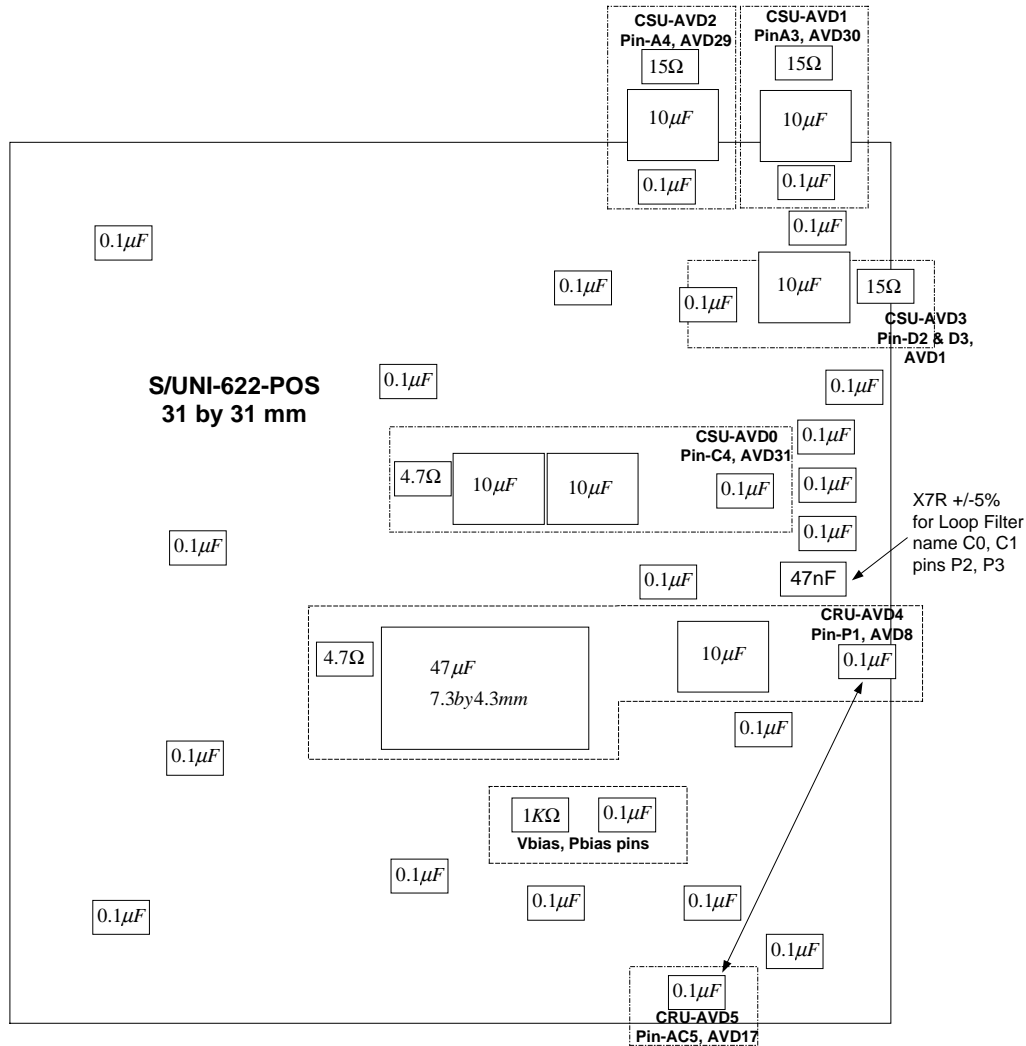 CSU-AVD2
Pin-A4, AVD29
15Ω
10μF
0.1μF
CSU-AVD1
PinA3, AVD30
15Ω
10μF
0.1μF
0.1μF
0.1μF
0.1μF
0.1μF
10μF
15Ω
CSU-AVD3
Pin-D2 & D3,
AVD1
S/UNI-622-POS
31 by 31 mm
0.1μF
0.1μF
CSU-AVD0
Pin-C4, AVD31
4.7Ω
10μF
10μF
0.1μF
0.1μF
0.1μF
0.1μF
X7R +/-5%
for Loop Filter
name C0, C1
pins P2, P3
0.1μF
0.1μF
47nF
CRU-AVD4
Pin-P1, AVD8
4.7Ω
47μF
7.3by4.3mm
10μF
0.1μF
0.1μF
0.1μF
1KΩ
0.1μF
Vbias, Pbias pins
0.1μF
0.1μF
0.1μF
0.1μF
0.1μF
0.1μF
CRU-AVD5
Pin-AC5, AVD17